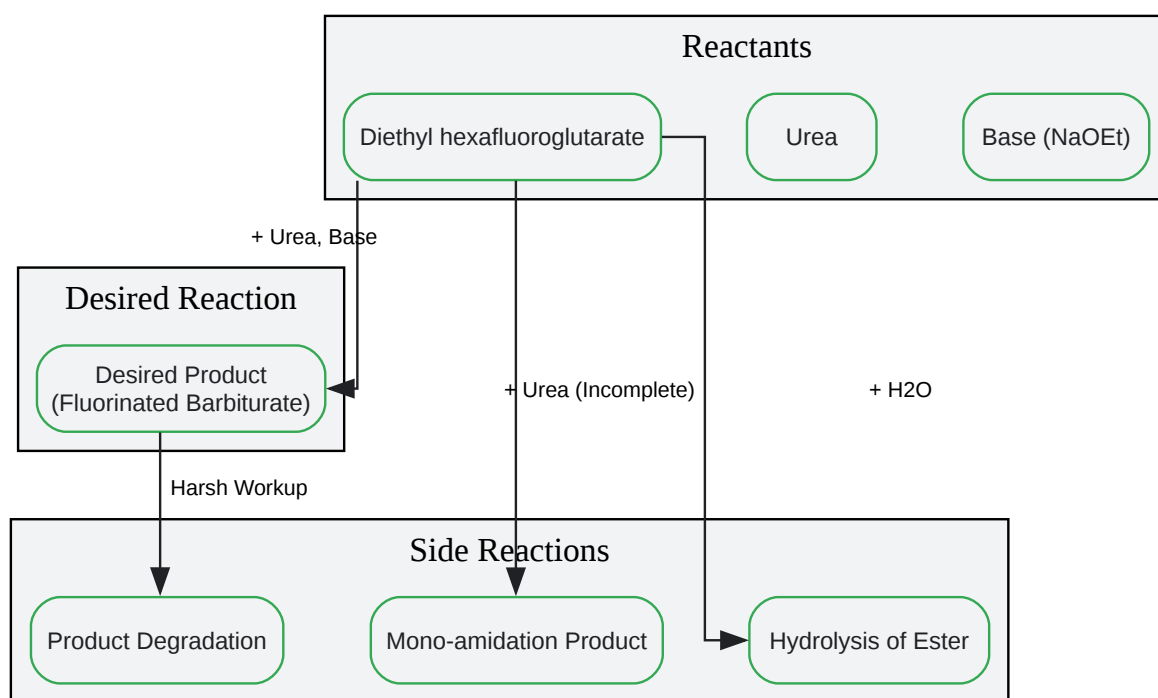 Reactants
Diethyl hexafluoroglutarate
Urea
Base (NaOEt)
+ Urea, Base
Desired Reaction
Desired Product
(Fluorinated Barbiturate)
+ Urea (Incomplete)
+ H2O
Harsh Workup
Side Reactions
Product Degradation
Mono-amidation Product
Hydrolysis of Ester